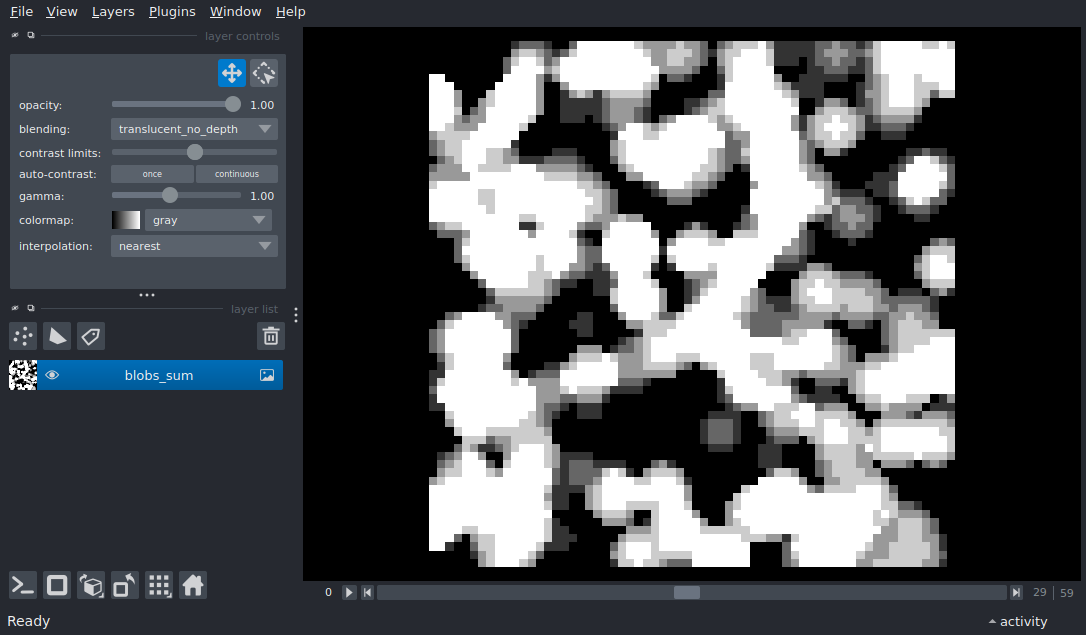 File View Layers Plugins Window Help
layer controls
opacity: 1.00
blending: translucent_no_depth
contrast limits:
auto-contrast: once continuous
gamma: 1.00
colormap: gray
interpolation: nearest
layer list
blobs_sum
0 29 | 59
Ready activity